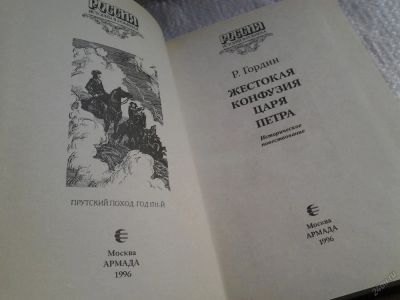 РОССИЯ
ПРУТСКИЙ ПОХОД. ГОД 1711-Й
Москва
АРМАДА
1996
РОССИЯ
Р. Гордин
ЖЕСТОКАЯ
КОНФУЗИЯ
ЦАРЯ
ПЕТРА
Историческое
повествование
Москва
АРМАДА
1996